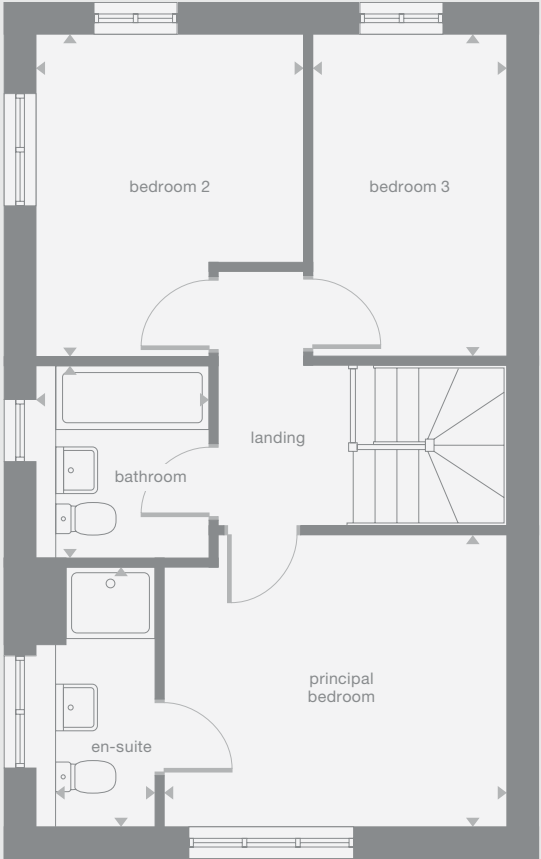 bedroom 2
bedroom 3
landing
bathroom
principal
bedroom
en-suite